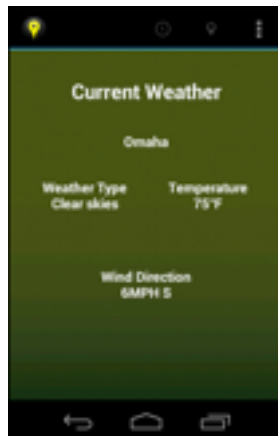 Current Weather
Omaha
Weather Type Temperature
Clear skies 75°F
Wind Direction
6MPH S